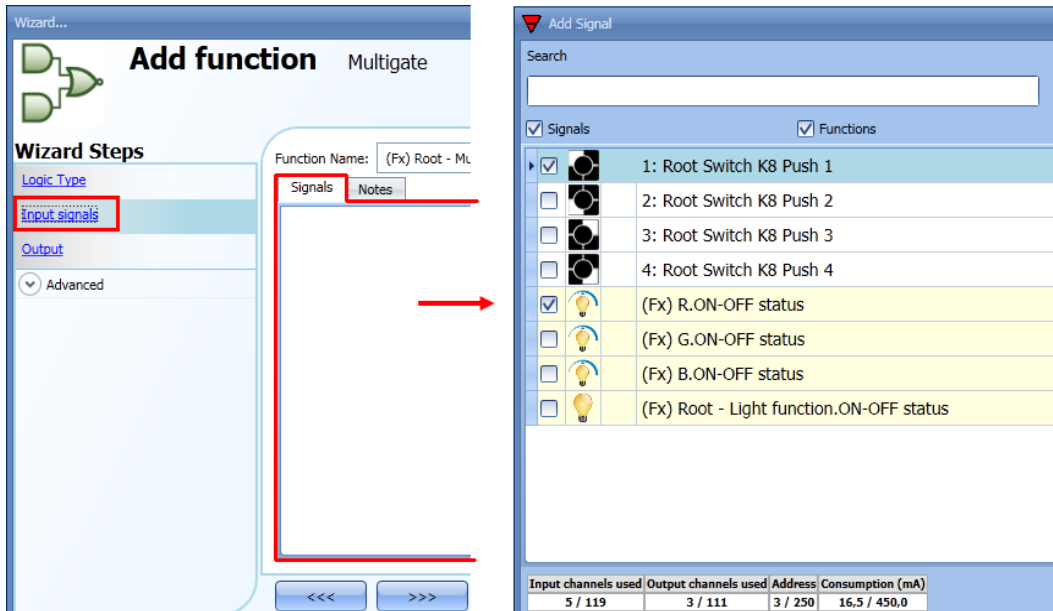 Wizard...
Add function Multigate
Wizard Steps
Logic Type
Input signals
Output
Advanced
Function Name: (Fx) Root - Mu
Signals Notes
<<< >>>
Add Signal
Search
Signals Functions
1: Root Switch K8 Push 1
2: Root Switch K8 Push 2
3: Root Switch K8 Push 3
4: Root Switch K8 Push 4
(Fx) R.ON-OFF status
(Fx) G.ON-OFF status
(Fx) B.ON-OFF status
(Fx) Root - Light function.ON-OFF status
Input channels used Output channels used Address Consumption (mA)
5 / 119 3 / 111 3 / 250 16,5 / 450,0